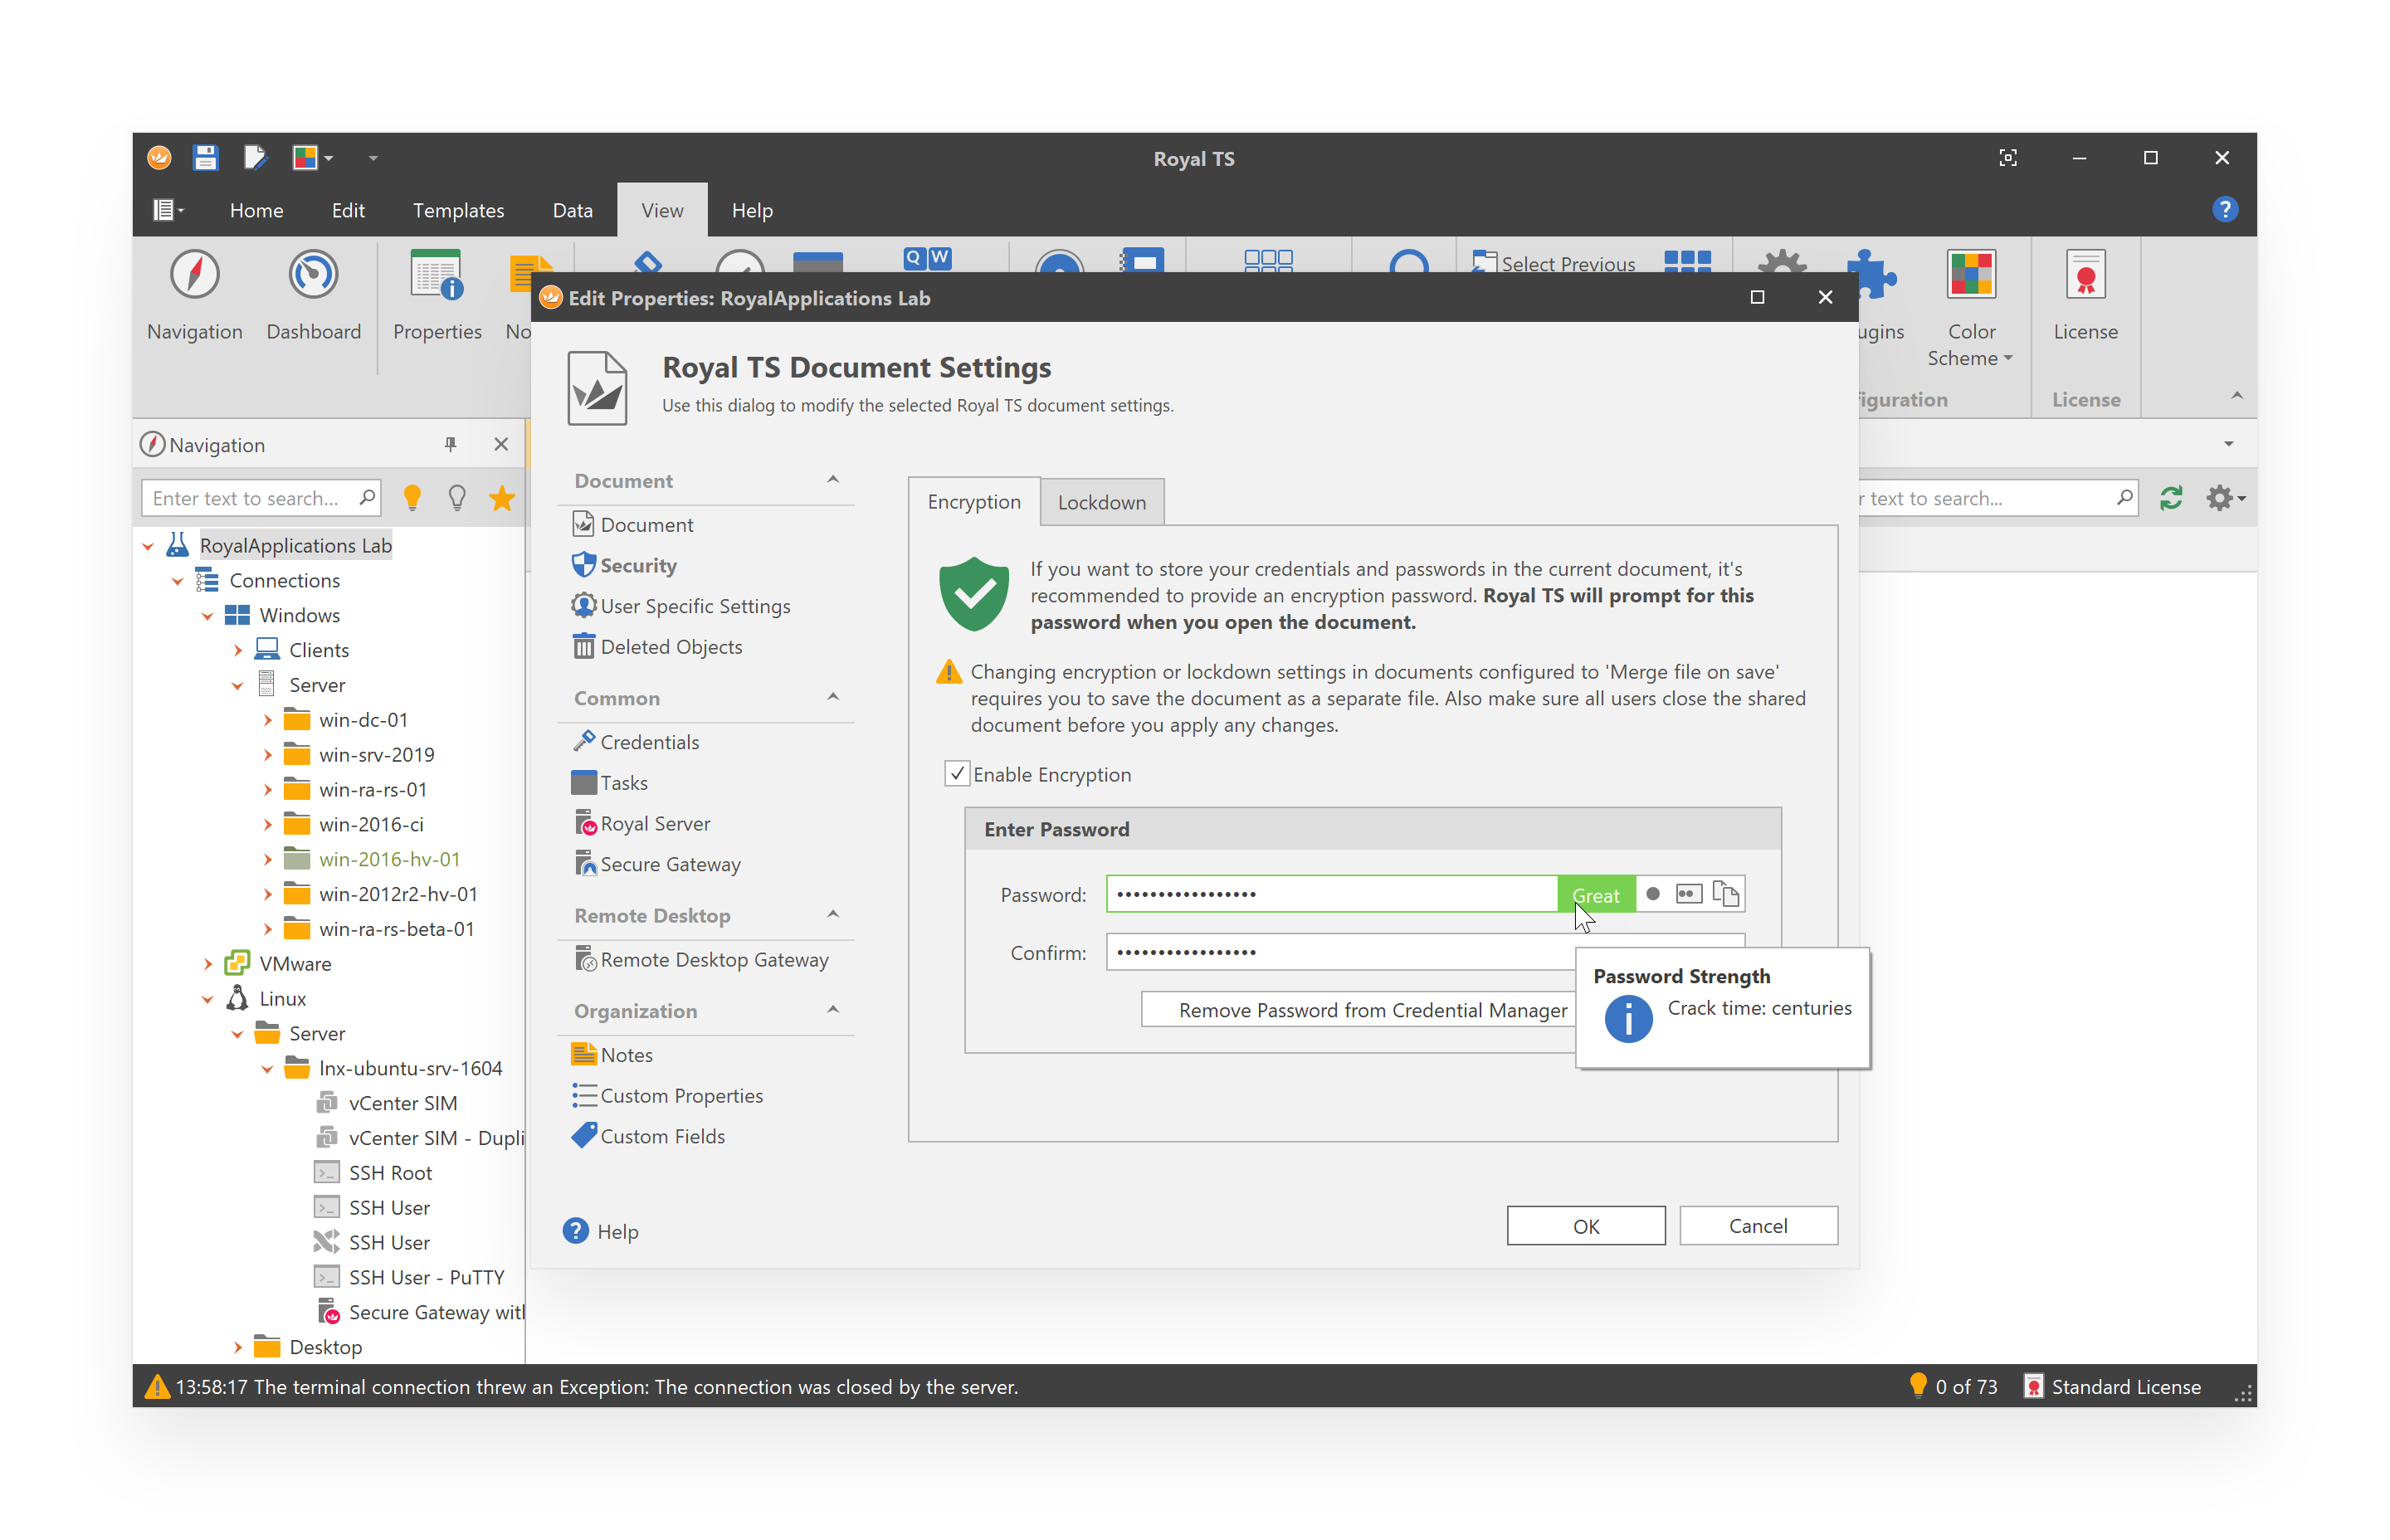 Royal TS
Home
Edit
Templates
Data
View
Help
Navigation
Dashboard
Properties
No
Q W
Select Previous
ugins
Color
Scheme
License
iguration
License
Edit Properties: RoyalApplications Lab
Royal TS Document Settings
Use this dialog to modify the selected Royal TS document settings.
Navigation
Enter text to search...
r text to search...
RoyalApplications Lab
Connections
Windows
Clients
Server
win-dc-01
win-srv-2019
win-ra-rs-01
win-2016-ci
win-2016-hv-01
win-2012r2-hv-01
win-ra-rs-beta-01
VMware
Linux
Server
lnx-ubuntu-srv-1604
vCenter SIM
vCenter SIM - Dupli
SSH Root
SSH User
SSH User
SSH User - PuTTY
Secure Gateway with
Desktop
Document
Document
Security
User Specific Settings
Deleted Objects
Common
Credentials
Tasks
Royal Server
Secure Gateway
Remote Desktop
Remote Desktop Gateway
Organization
Notes
Custom Properties
Custom Fields
Help
Encryption
Lockdown
If you want to store your credentials and passwords in the current document, it's
recommended to provide an encryption password. Royal TS will prompt for this
password when you open the document.
Changing encryption or lockdown settings in documents configured to 'Merge file on save'
requires you to save the document as a separate file. Also make sure all users close the shared
document before you apply any changes.
Enable Encryption
Enter Password
Password:
Great
Confirm:
Remove Password from Credential Manager
Password Strength
Crack time: centuries
OK
Cancel
13:58:17 The terminal connection threw an Exception: The connection was closed by the server.
0 of 73
Standard License